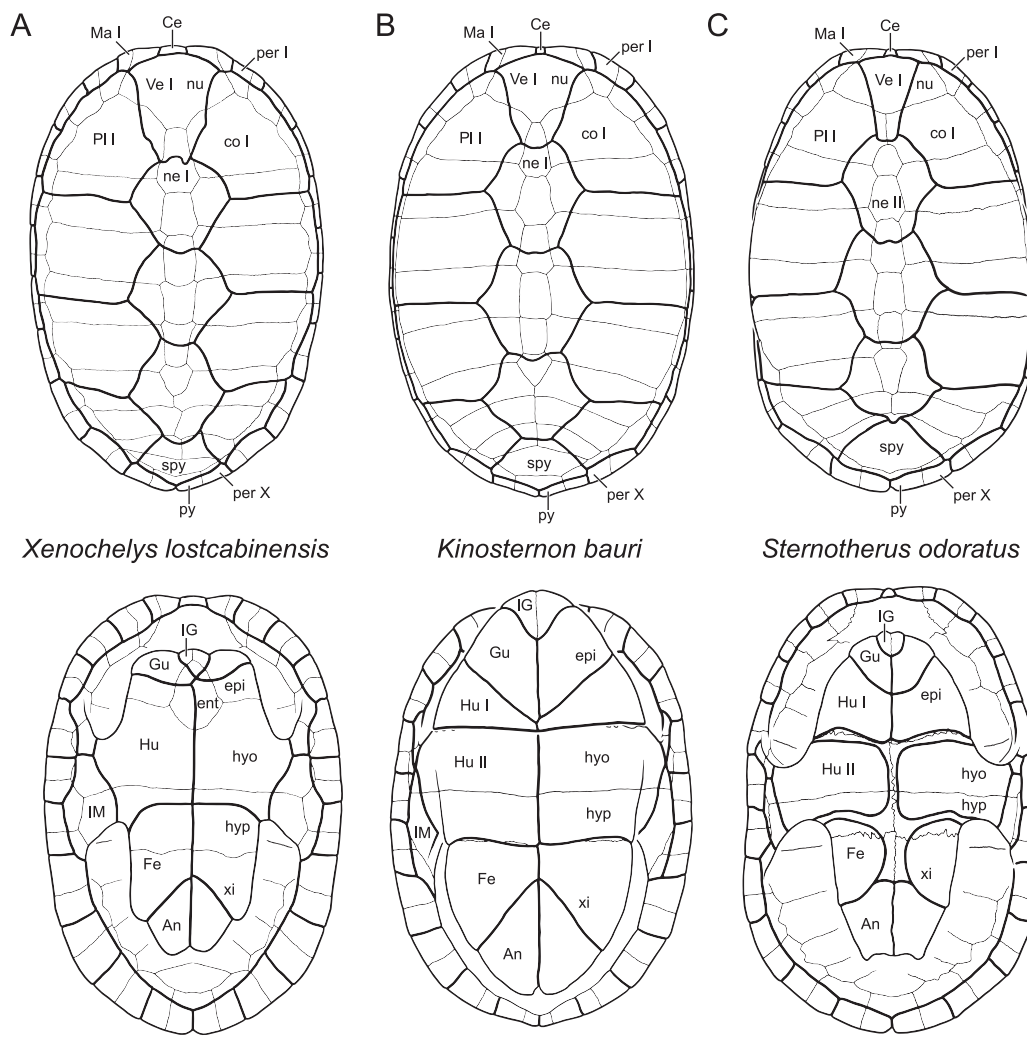 A
B
C
Ce
Ma I
per I
Ve I nu
Pl I
co I
ne I
spy
per X
py
Ce
Ma I
per I
Ve I nu
Pl I
co I
ne I
spy
per X
py
Ce
Ma I
per I
Ve I nu
Pl I
co I
ne II
spy
per X
py
Xenochelys lostcabinensis
Kinosternon bauri
Sternotherus odoratus
IG
Gu
epi
ent
Hu
hyo
IM
hyp
Fe
xi
An
IG
Gu
epi
Hu I
Hu II
hyo
hyp
IM
Fe
xi
An
IG
Gu
Hu I
epi
Hu II
hyo
hyp
Fe
xi
An